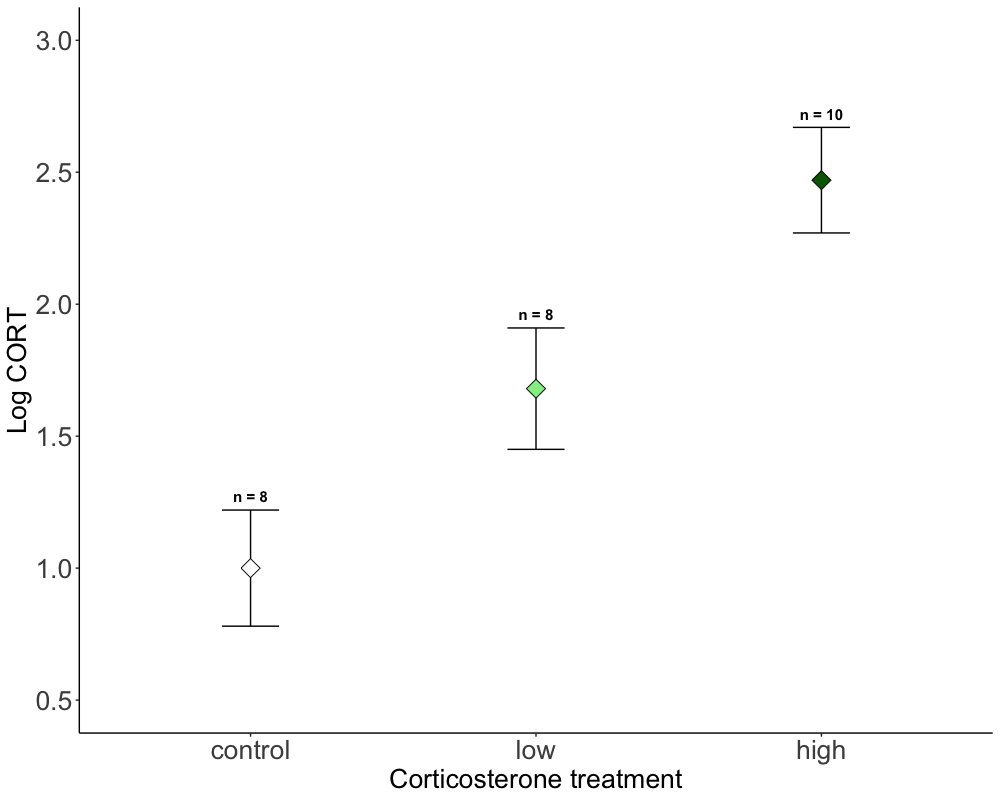 3.0
2.5
2.0
1.5
1.0
0.5
Log CORT
n = 8
n = 8
n = 10
control
low
high
Corticosterone treatment